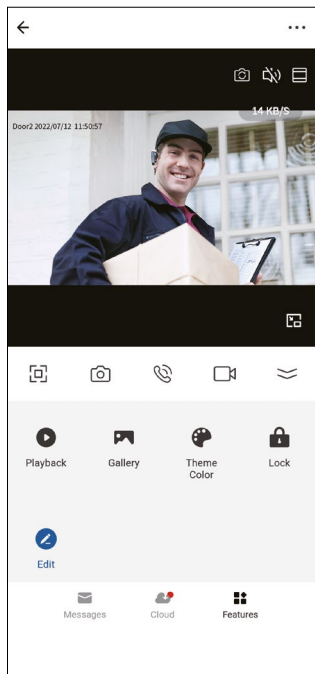 14 KB/S
Door2 2022/07/12 11:50:57
Playback
Gallery
Theme
Color
Lock
Edit
Messages
Cloud
Features